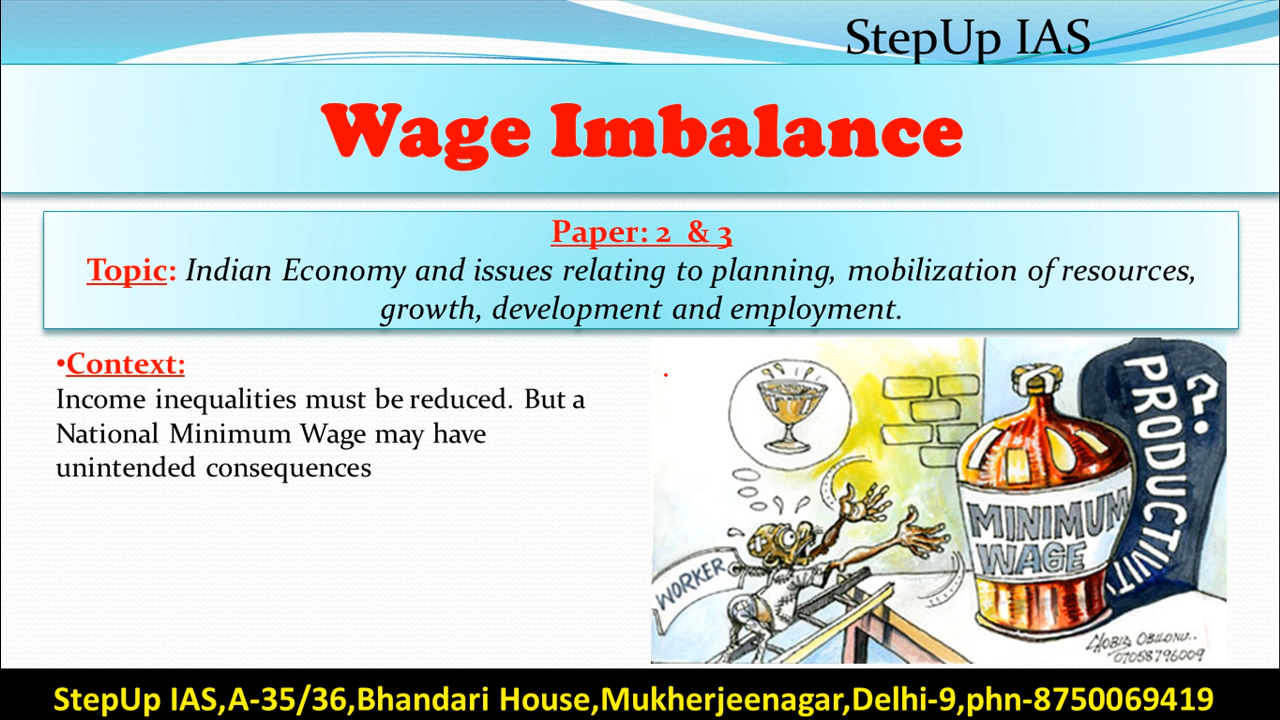 StepUp IAS
Wage Imbalance
Paper: 2 & 3
Topic: Indian Economy and issues relating to planning, mobilization of resources,
growth, development and employment.
•Context:
Income inequalities must be reduced. But a
National Minimum Wage may have
unintended consequences
WORKER
MINIMUM
WAGE
PRODUCTIVIT
?
07058796009
StepUp IAS,A-35/36,Bhandari House,Mukherjeenagar,Delhi-9,phn-8750069419